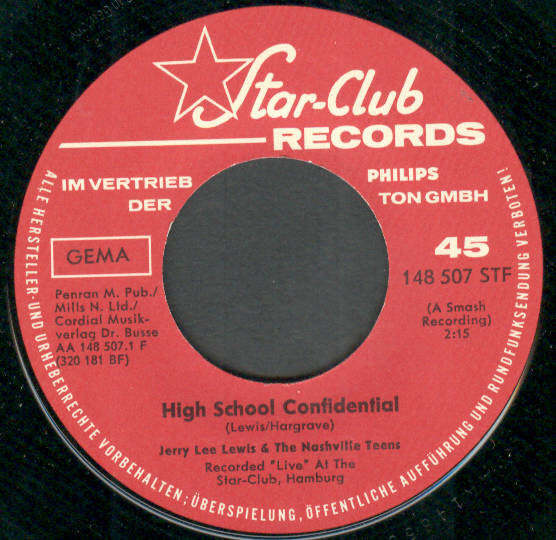 Star-Club
RECORDS
IM VERTRIEB
DER
PHILIPS
TON GMBH
GEMA
45
148 507 STF
Penran M. Pub./
Mills N. Ltd./
Cordial Musik-
verlag Dr. Busse
AA 148 507.1 F
(320 181 BF)
(A Smash
Recording)
2:15
High School Confidential
(Lewis/Hargrave)
Jerry Lee Lewis & The Nashville Teens
Recorded "Live" At The
Star-Club, Hamburg
ALLE HERSTELLER- UND URHEBERRECHTE VORBEHALTEN; ÜBERSPIELUNG, ÖFFENTLICHE AUFFÜHRUNG UND RUNDFUNKSENDUNG VERBOTEN!